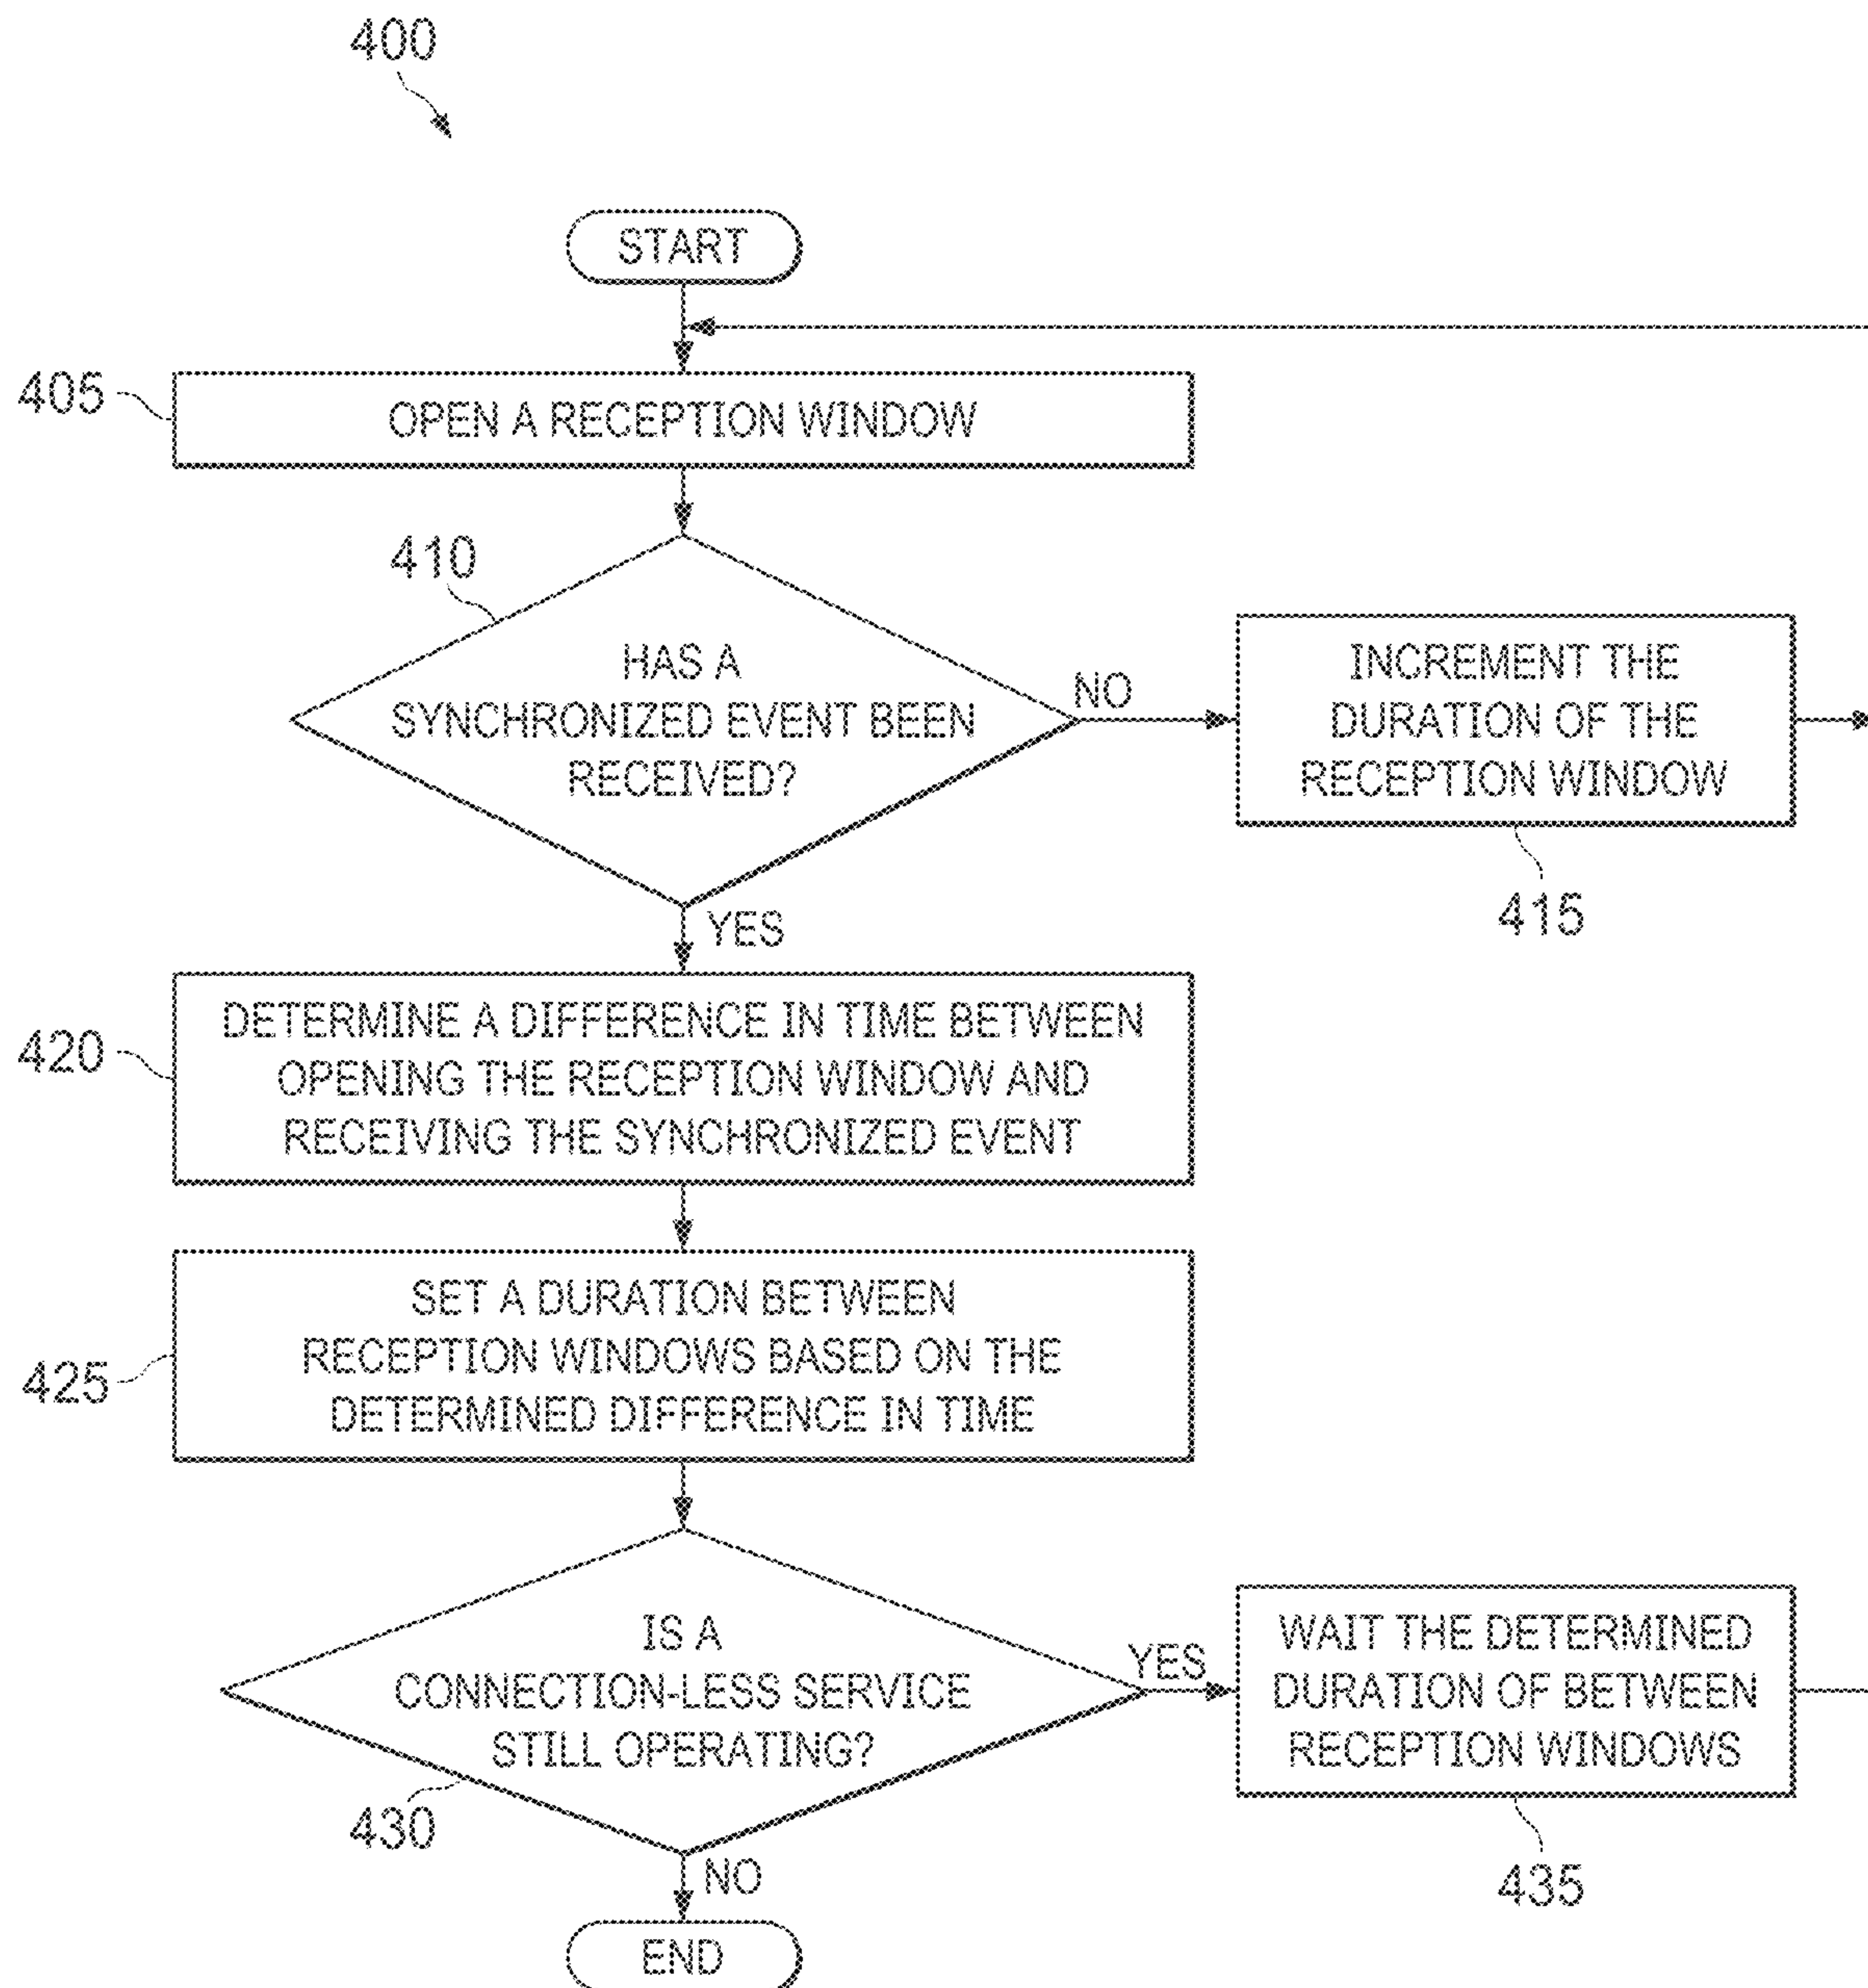 400
START
405
OPEN A RECEPTION WINDOW
410
HAS A
SYNCHRONIZED EVENT BEEN
RECEIVED?
NO
INCREMENT THE
DURATION OF THE
RECEPTION WINDOW
415
YES
420
DETERMINE A DIFFERENCE IN TIME BETWEEN
OPENING THE RECEPTION WINDOW AND
RECEIVING THE SYNCHRONIZED EVENT
425
SET A DURATION BETWEEN
RECEPTION WINDOWS BASED ON THE
DETERMINED DIFFERENCE IN TIME
IS A
CONNECTION-LESS SERVICE
STILL OPERATING?
430
YES
WAIT THE DETERMINED
DURATION OF BETWEEN
RECEPTION WINDOWS
435
NO
END